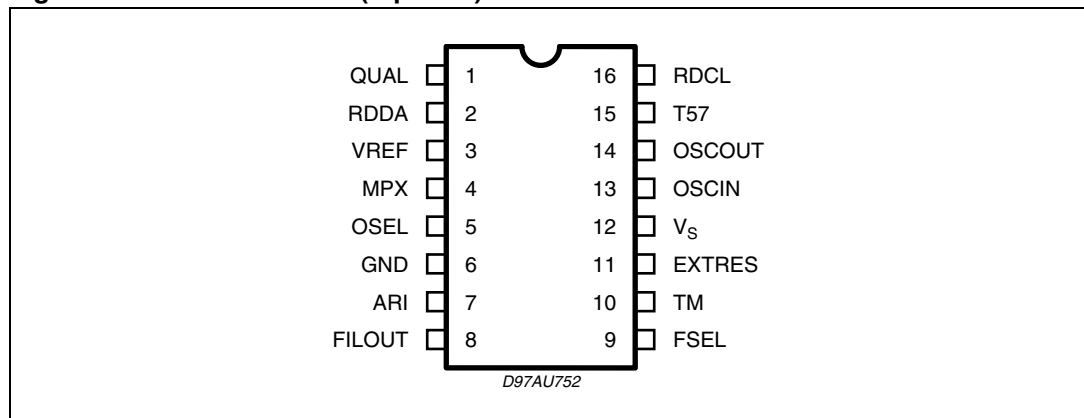 QUAL 1 16 RDCL
RDDA 2 15 T57
VREF 3 14 OSCOUT
MPX 4 13 OSCIN
OSEL 5 12 VS
GND 6 11 EXTRES
ARI 7 10 TM
FILOUT 8 9 FSEL
D97AU752